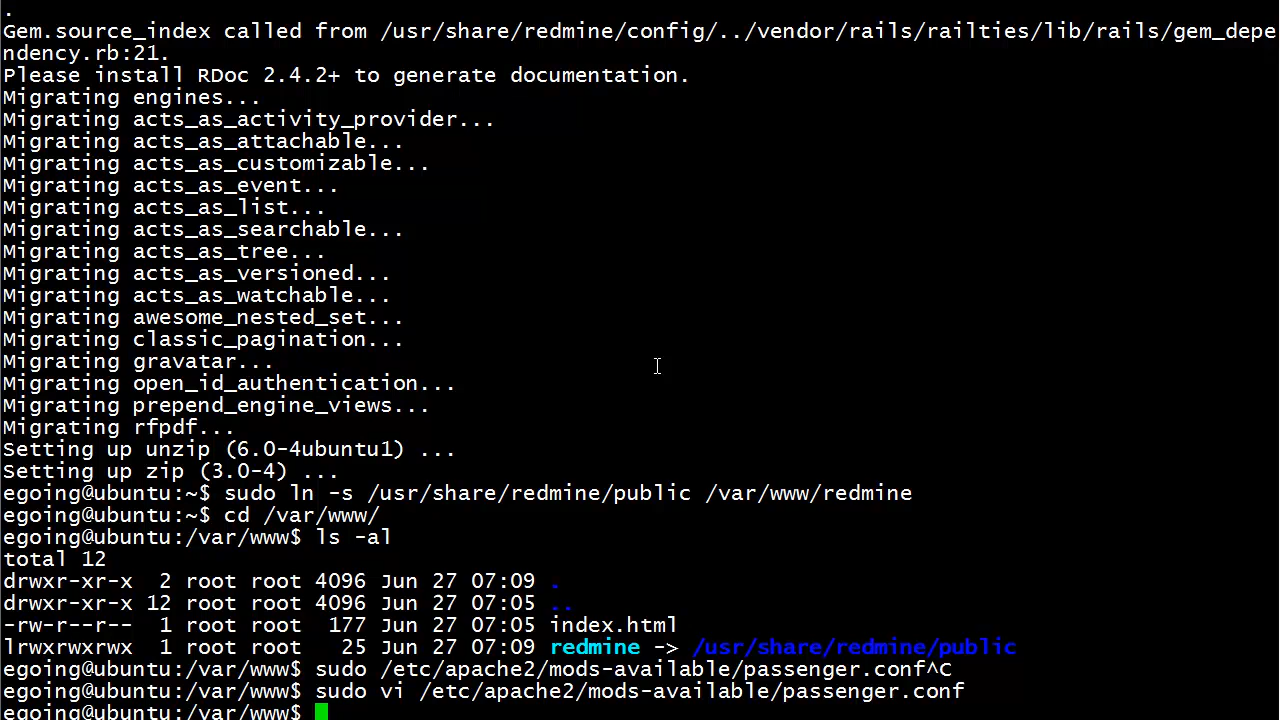 .
Gem.source_index called from /usr/share/redmine/config/../vendor/rails/railties/lib/rails/gem_depe
ndency.rb:21.
Please install RDoc 2.4.2+ to generate documentation.
Migrating engines...
Migrating acts_as_activity_provider...
Migrating acts_as_attachable...
Migrating acts_as_customizable...
Migrating acts_as_event...
Migrating acts_as_list...
Migrating acts_as_searchable...
Migrating acts_as_tree...
Migrating acts_as_versioned...
Migrating acts_as_watchable...
Migrating awesome_nested_set...
Migrating classic_pagination...
Migrating gravatar...
Migrating open_id_authentication...
Migrating prepend_engine_views...
Migrating rfpdf...
Setting up unzip (6.0-4ubuntu1) ...
Setting up zip (3.0-4) ...
egoing@ubuntu:~$ sudo ln -s /usr/share/redmine/public /var/www/redmine
egoing@ubuntu:~$ cd /var/www/
egoing@ubuntu:/var/www$ ls -al
total 12
drwxr-xr-x  2 root root 4096 Jun 27 07:09 .
drwxr-xr-x 12 root root 4096 Jun 27 07:05 ..
-rw-r--r--  1 root root  177 Jun 27 07:05 index.html
lrwxrwxrwx  1 root root   25 Jun 27 07:09 redmine -> /usr/share/redmine/public
egoing@ubuntu:/var/www$ sudo /etc/apache2/mods-available/passenger.conf^C
egoing@ubuntu:/var/www$ sudo vi /etc/apache2/mods-available/passenger.conf
egoing@ubuntu:/var/www$